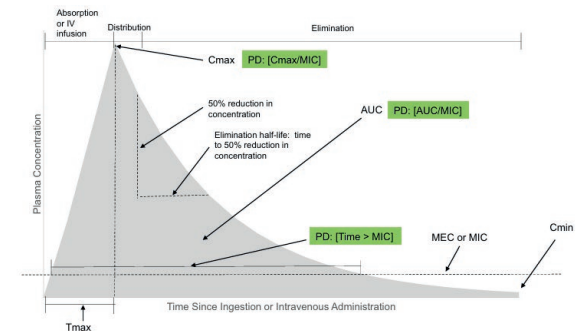 Absorption
or IV
infusion
Distribution
Elimination
Cmax
PD: [Cmax/MIC]
50% reduction in
concentration
AUC
PD: [AUC/MIC]
Elimination half-life: time
to 50% reduction in
concentration
Plasma Concentration
PD: [Time > MIC]
MEC or MIC
Cmin
Time Since Ingestion or Intravenous Administration
Tmax